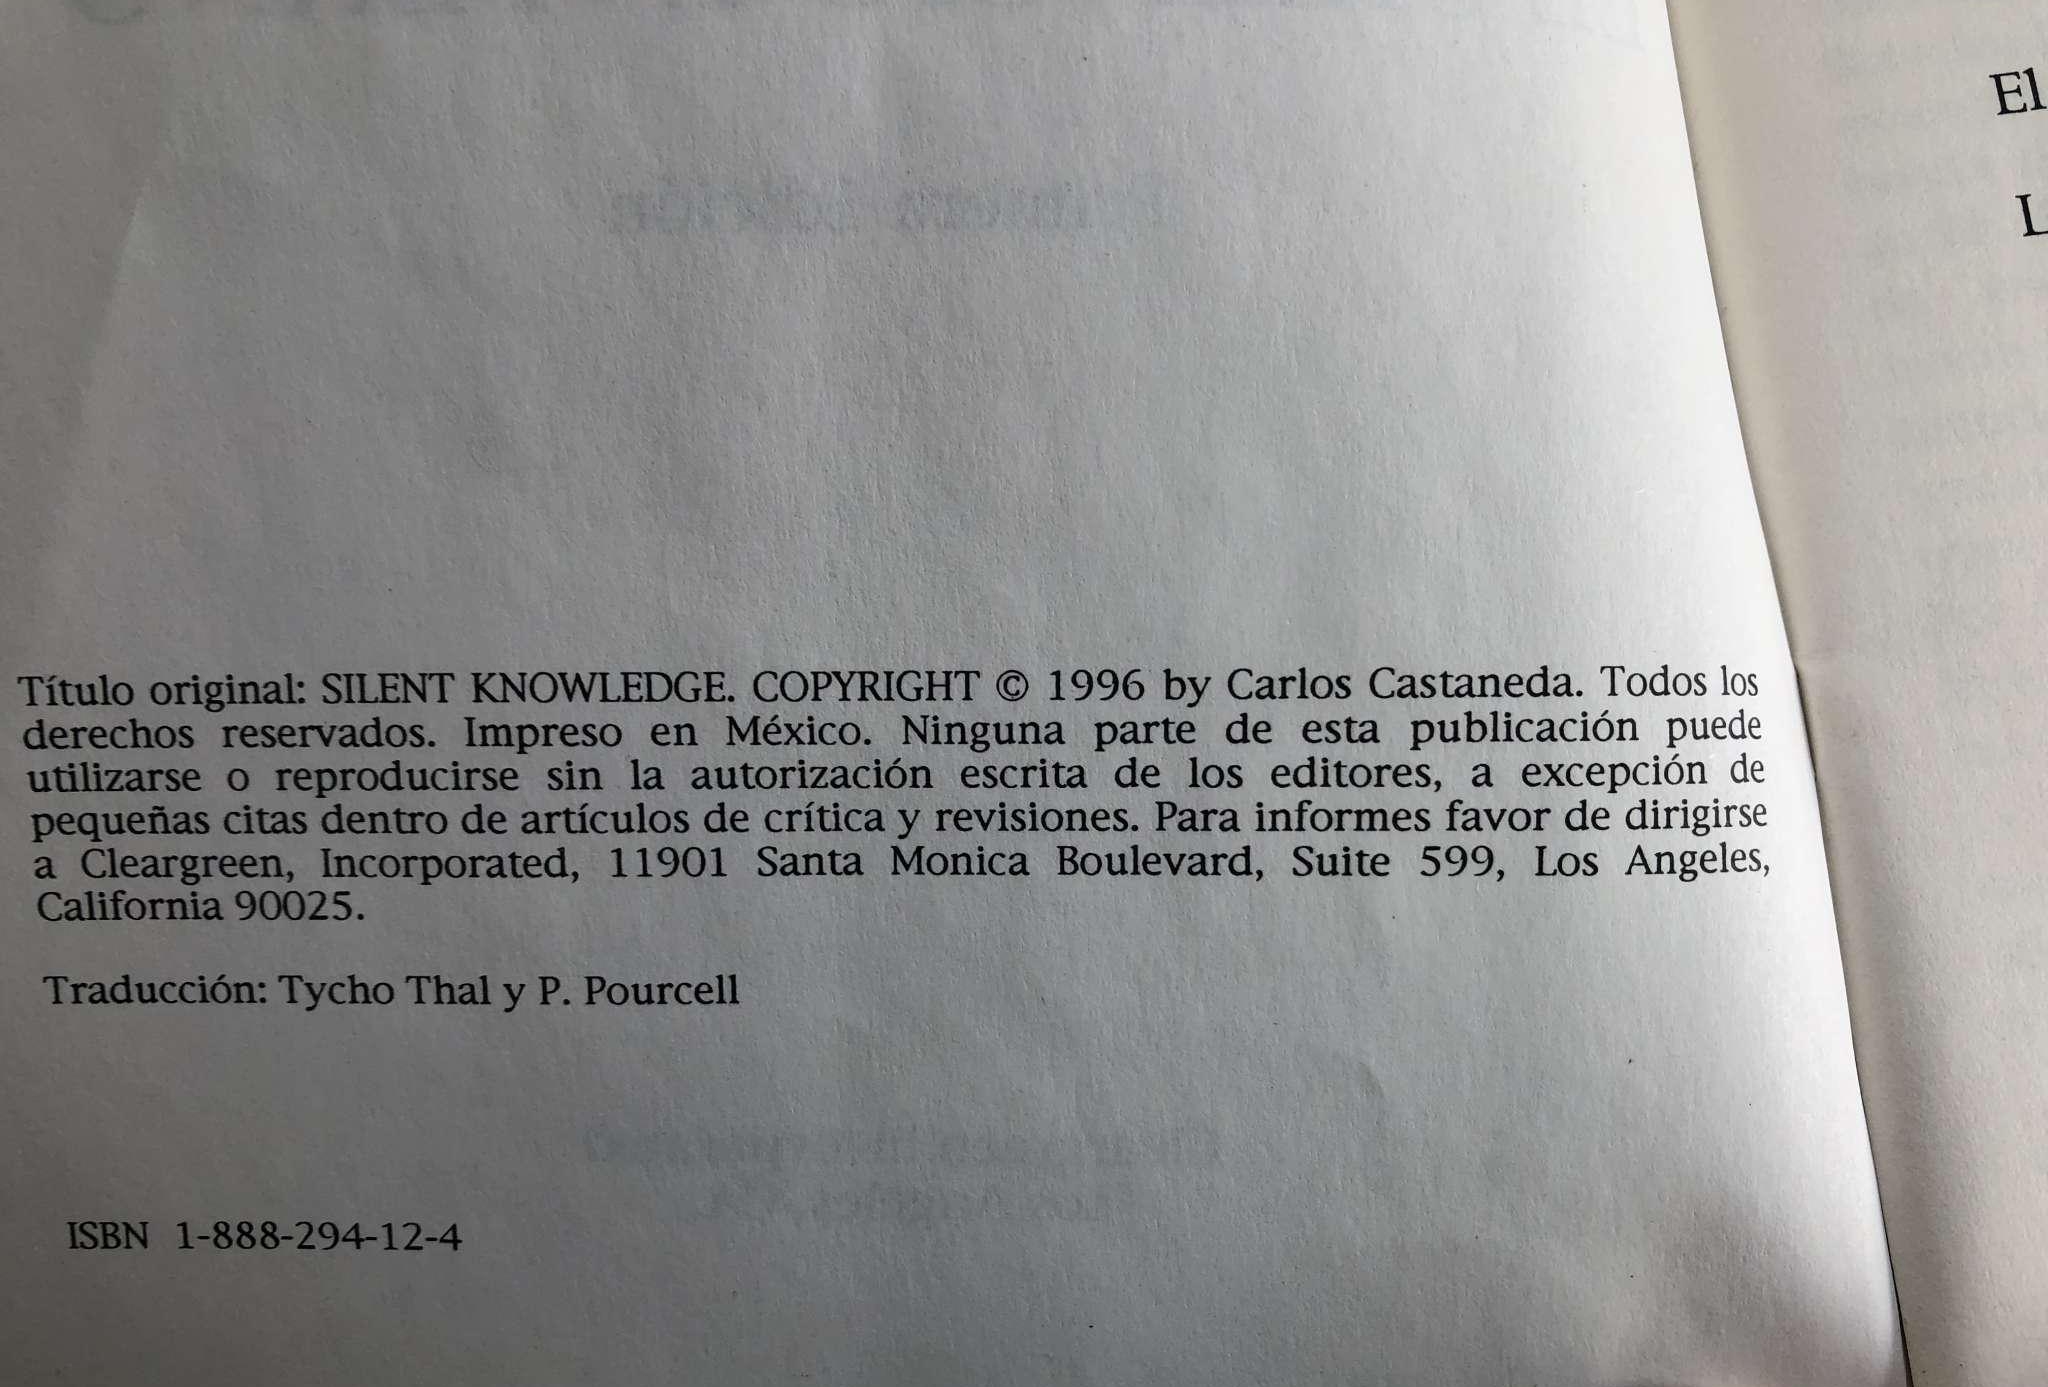 Título original: SILENT KNOWLEDGE. COPYRIGHT © 1996 by Carlos Castaneda. Todos los
derechos reservados. Impreso en México. Ninguna parte de esta publicación puede
utilizarse o reproducirse sin la autorización escrita de los editores, a excepción de
pequeñas citas dentro de artículos de crítica y revisiones. Para informes favor de dirigirse
a Cleargreen, Incorporated, 11901 Santa Monica Boulevard, Suite 599, Los Angeles,
California 90025.
Traducción: Tycho Thal y P. Pourcell
ISBN 1-888-294-12-4
El